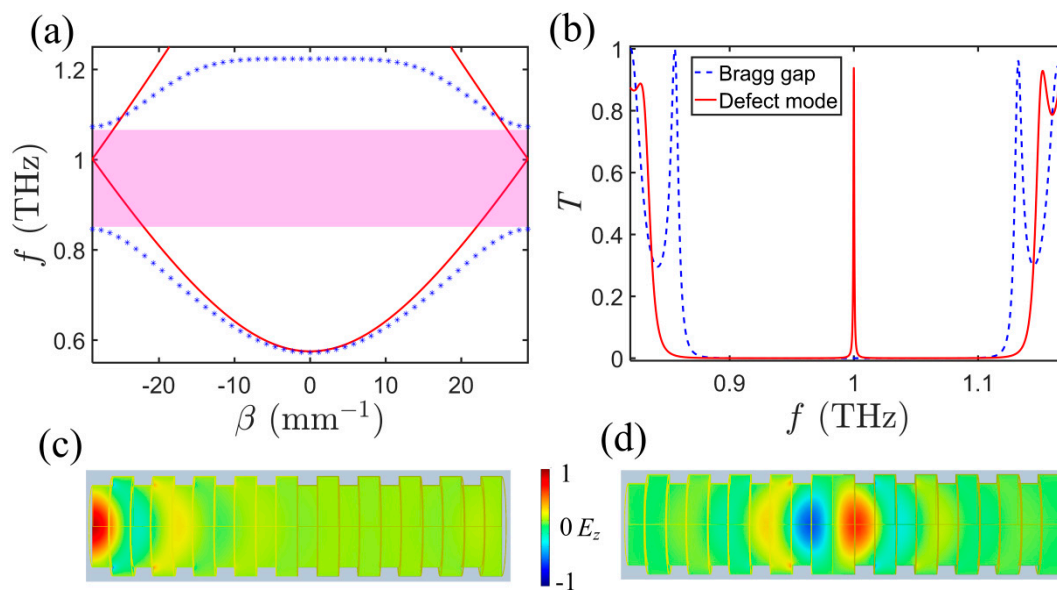 (a)
1.2
1
0.8
0.6
f (THz)
-20 -10 0 10 20
β (mm⁻¹)
(b)
1
0.8
0.6
0.4
0.2
0
T
Bragg gap
Defect mode
0.9 1 1.1
f (THz)
(c)
1
0 E_z
-1
(d)